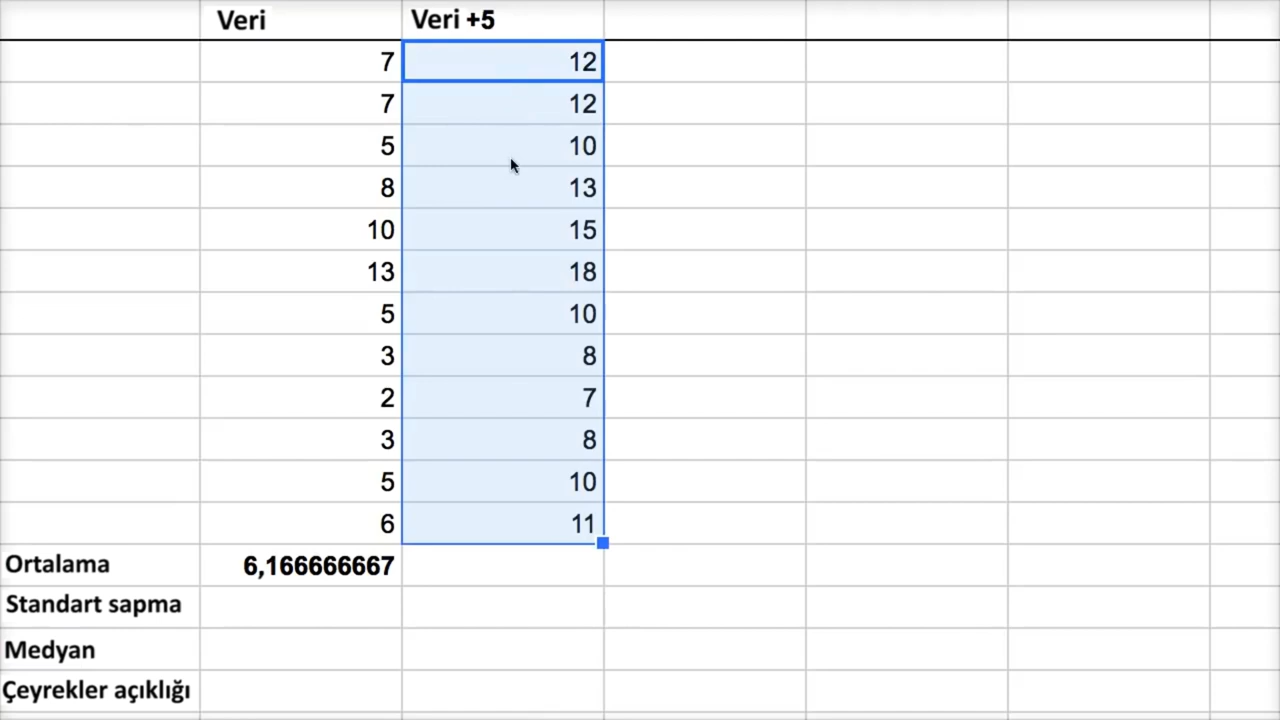 Veri Veri +5
7 12
7 12
5 10
8 13
10 15
13 18
5 10
3 8
2 7
3 8
5 10
6 11
Ortalama 6,166666667
Standart sapma
Medyan
Çeyrekler açıklığı